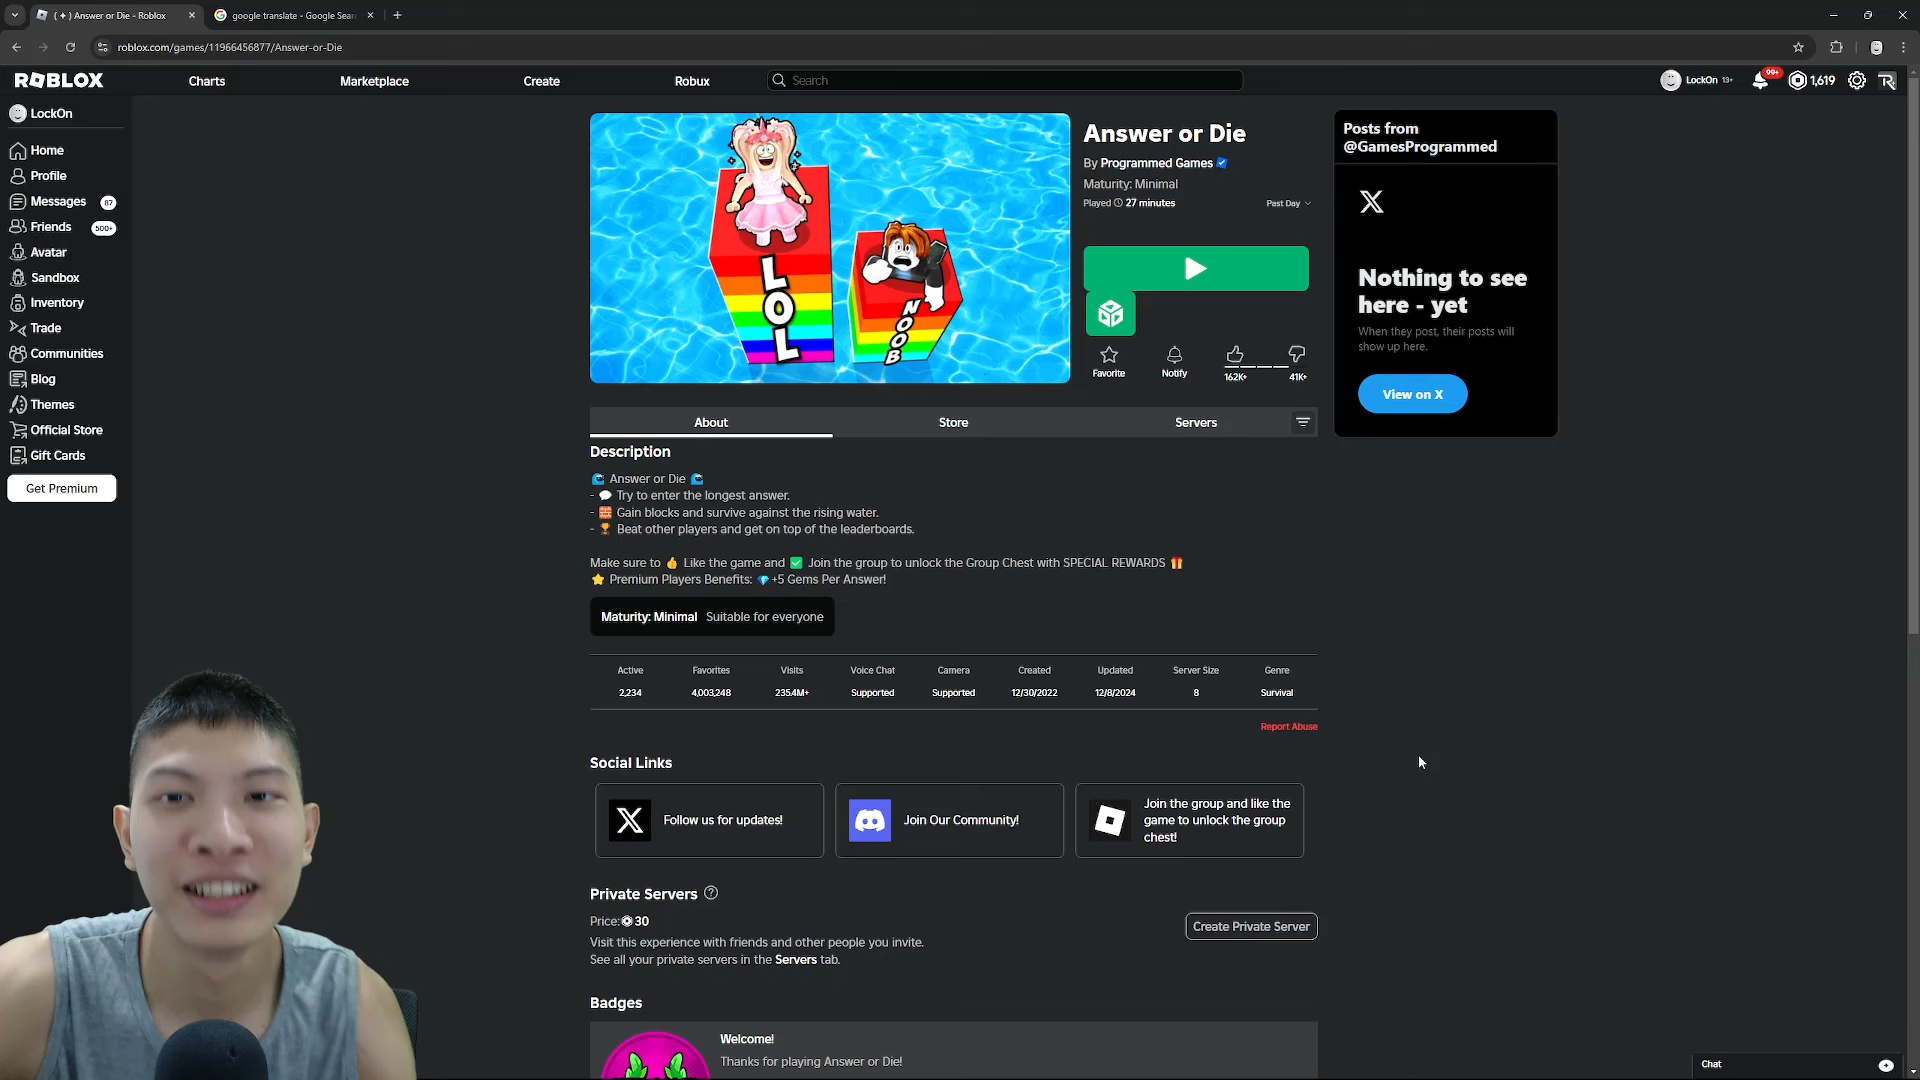 ( ✦ ) Answer or Die - Roblox
google translate - Google Sear
roblox.com/games/11966456877/Answer-or-Die
ROBLOX
Charts
Marketplace
Create
Robux
Search
LockOn 13+
99+
1,619
LockOn
Home
Profile
Messages 87
Friends 500+
Avatar
Sandbox
Inventory
Trade
Communities
Blog
Themes
Official Store
Gift Cards
Get Premium
LOL
NOOB
Answer or Die
By Programmed Games
Maturity: Minimal
Played 27 minutes
Past Day
Favorite
Notify
162K+
41K+
Posts from
@GamesProgrammed
Nothing to see
here - yet
When they post, their posts will
show up here.
View on X
About
Store
Servers
Description
🌊 Answer or Die 🌊
- 💬 Try to enter the longest answer.
- 🧱 Gain blocks and survive against the rising water.
- 🏆 Beat other players and get on top of the leaderboards.
Make sure to 👍 Like the game and ✅ Join the group to unlock the Group Chest with SPECIAL REWARDS 🎁
⭐ Premium Players Benefits: 💎 +5 Gems Per Answer!
Maturity: Minimal Suitable for everyone
Active Favorites Visits Voice Chat Camera Created Updated Server Size Genre
2,234 4,003,248 235.4M+ Supported Supported 12/30/2022 12/8/2024 8 Survival
Report Abuse
Social Links
Follow us for updates!
Join Our Community!
Join the group and like the
game to unlock the group
chest!
Private Servers
Price: 30
Create Private Server
Visit this experience with friends and other people you invite.
See all your private servers in the Servers tab.
Badges
Welcome!
Thanks for playing Answer or Die!
Chat